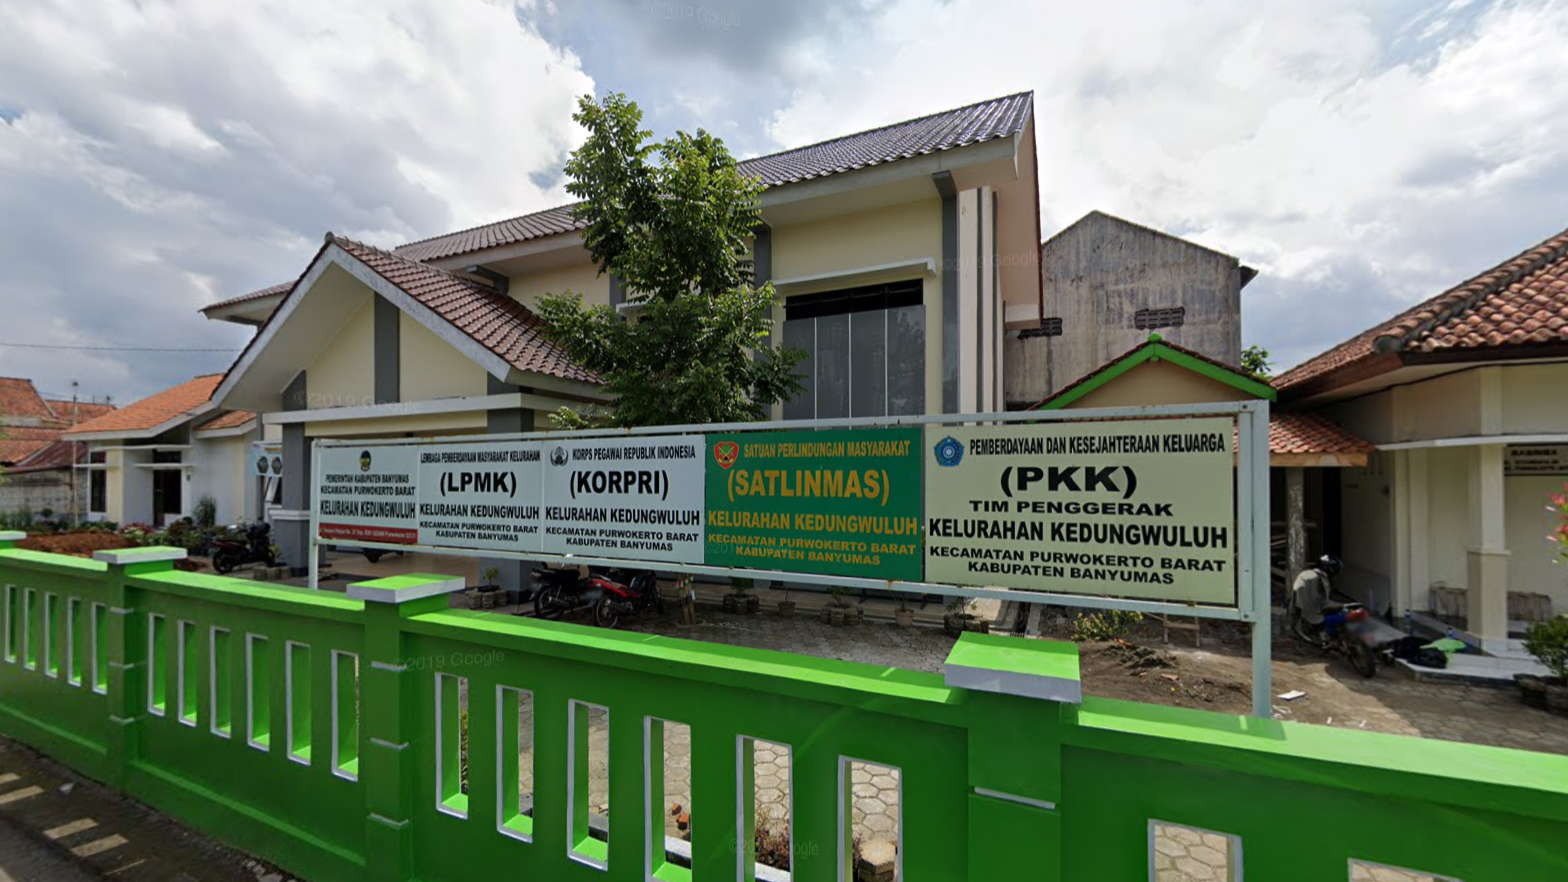 PEMERINTAH KABUPATEN BANYUMAS
KECAMATAN PURWOKERTO BARAT
KELURAHAN KEDUNGWULUH
LEMBAGA PEMBERDAYAAN MASYARAKAT KELURAHAN
(LPMK)
KELURAHAN KEDUNGWULUH
KECAMATAN PURWOKERTO BARAT
KABUPATEN BANYUMAS
KORPS PEGAWAI REPUBLIK INDONESIA
(KORPRI)
KELURAHAN KEDUNGWULUH
KECAMATAN PURWOKERTO BARAT
KABUPATEN BANYUMAS
SATUAN PERLINDUNGAN MASYARAKAT
(SATLINMAS)
KELURAHAN KEDUNGWULUH
KECAMATAN PURWOKERTO BARAT
KABUPATEN BANYUMAS
PEMBERDAYAAN DAN KESEJAHTERAAN KELUARGA
(PKK)
TIM PENGGERAK
KELURAHAN KEDUNGWULUH
KECAMATAN PURWOKERTO BARAT
KABUPATEN BANYUMAS
©2019 Google